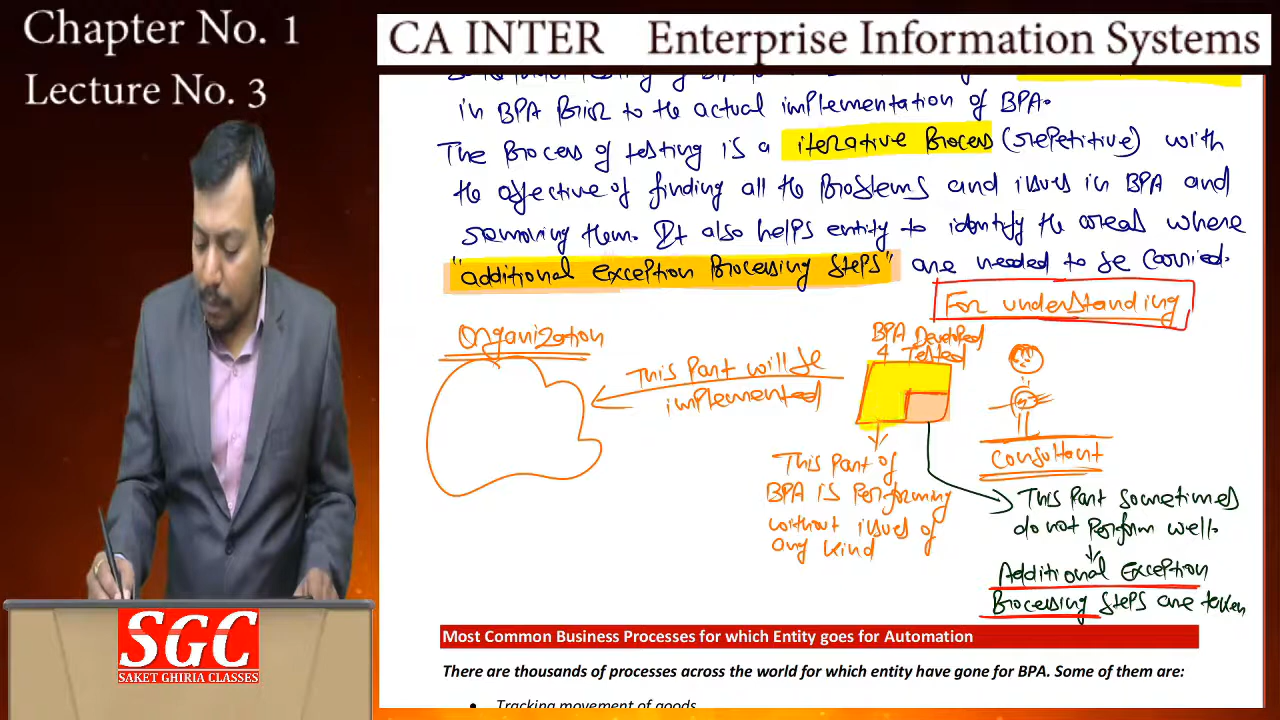 Chapter No. 1
Lecture No. 3
CA INTER Enterprise Information Systems
in BPA Prior to the actual implementation of BPA.
The Process of testing is a iterative Process (repetitive) with
the objective of finding all the Problems and issues in BPA and
removing them. It also helps entity to identify the areas where
"additional exception Processing Steps" are needed to be carried.
For understanding
Organization
This Part will be
implemented
BPA Developed
& Tested
Consultant
This Part of
BPA is Performing
without issues of
any kind
This Part sometimes
do not Perform well.
Additional Exception
Processing Steps are taken
SGC
SAKET GHIRIA CLASSES
Most Common Business Processes for which Entity goes for Automation
There are thousands of processes across the world for which entity have gone for BPA. Some of them are:
• Tracking movement of goods